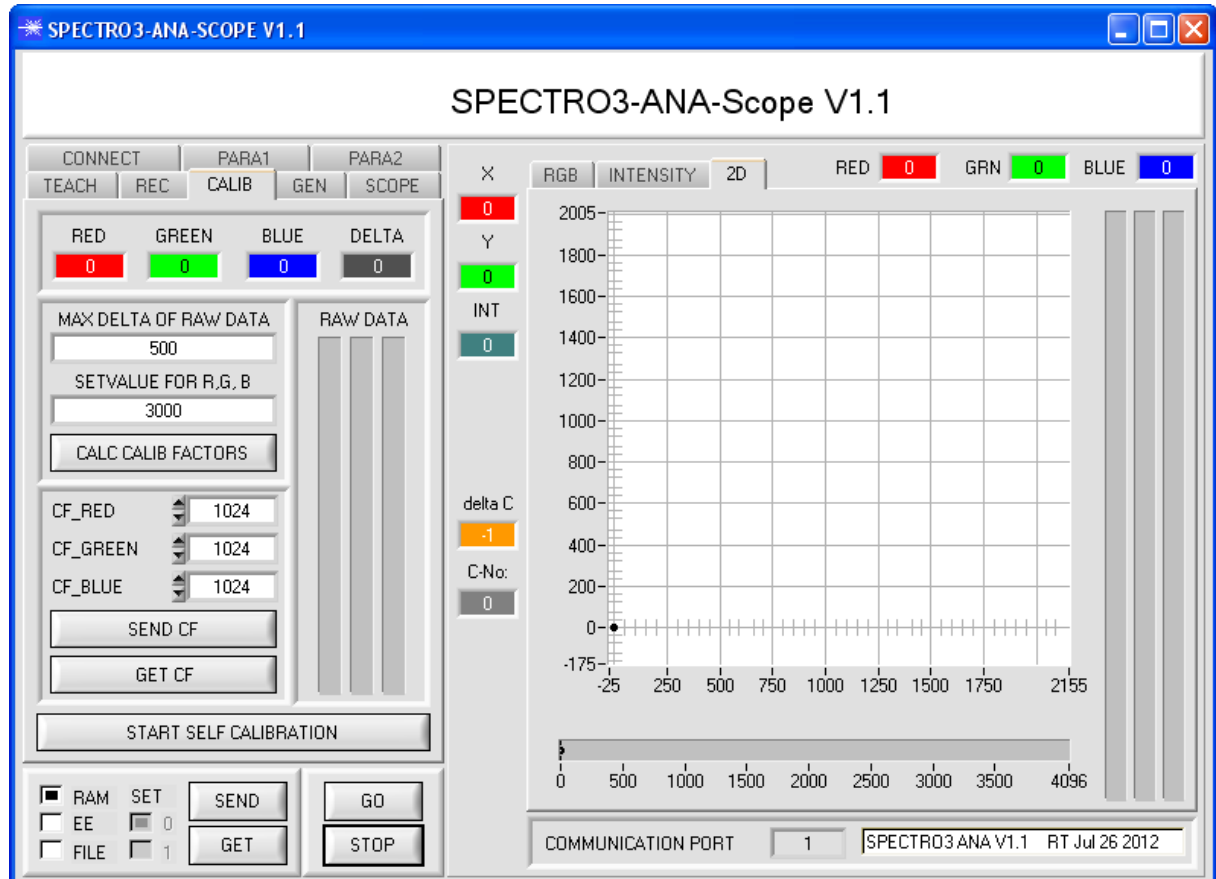 SPECTRO3-ANA-SCOPE V1.1
SPECTRO3-ANA-Scope V1.1
CONNECT PARA1 PARA2
TEACH REC CALIB GEN SCOPE
RED GREEN BLUE DELTA
0 0 0 0
MAX DELTA OF RAW DATA
500
SETVALUE FOR R,G, B
3000
CALC CALIB FACTORS
RAW DATA
CF_RED 1024
CF_GREEN 1024
CF_BLUE 1024
SEND CF
GET CF
START SELF CALIBRATION
RAM SET
EE 0
FILE 1
SEND
GET
GO
STOP
X
0
Y
0
INT
0
delta C
-1
C-No:
0
RGB INTENSITY 2D
RED 0 GRN 0 BLUE 0
2005
1800
1600
1400
1200
1000
800
600
400
200
0
-175
-25 250 500 750 1000 1250 1500 1750 2155
0 500 1000 1500 2000 2500 3000 3500 4096
COMMUNICATION PORT 1 SPECTRO3 ANA V1.1 RT Jul 26 2012